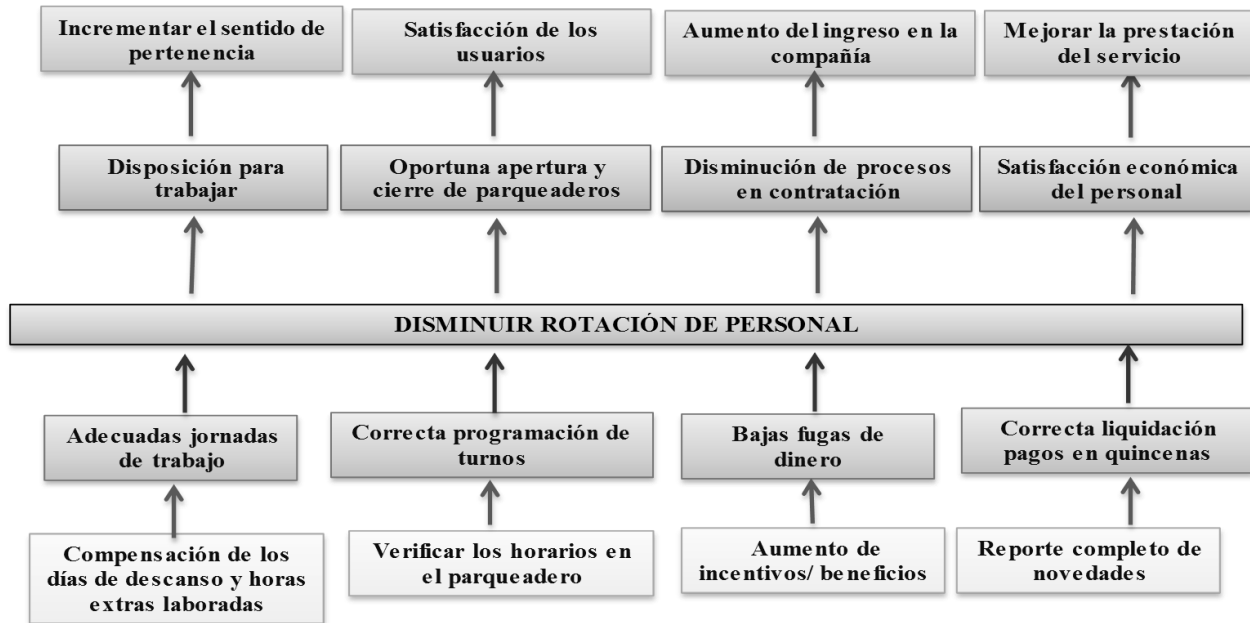 Incrementar el sentido de
pertenencia
Satisfacción de los
usuarios
Aumento del ingreso en la
compañía
Mejorar la prestación
del servicio
Disposición para
trabajar
Oportuna apertura y
cierre de parqueaderos
Disminución de procesos
en contratación
Satisfacción económica
del personal
DISMINUIR ROTACIÓN DE PERSONAL
Adecuadas jornadas
de trabajo
Correcta programación de
turnos
Bajas fugas de
dinero
Correcta liquidación
pagos en quincenas
Compensación de los
días de descanso y horas
extras laboradas
Verificar los horarios en
el parqueadero
Aumento de
incentivos/ beneficios
Reporte completo de
novedades